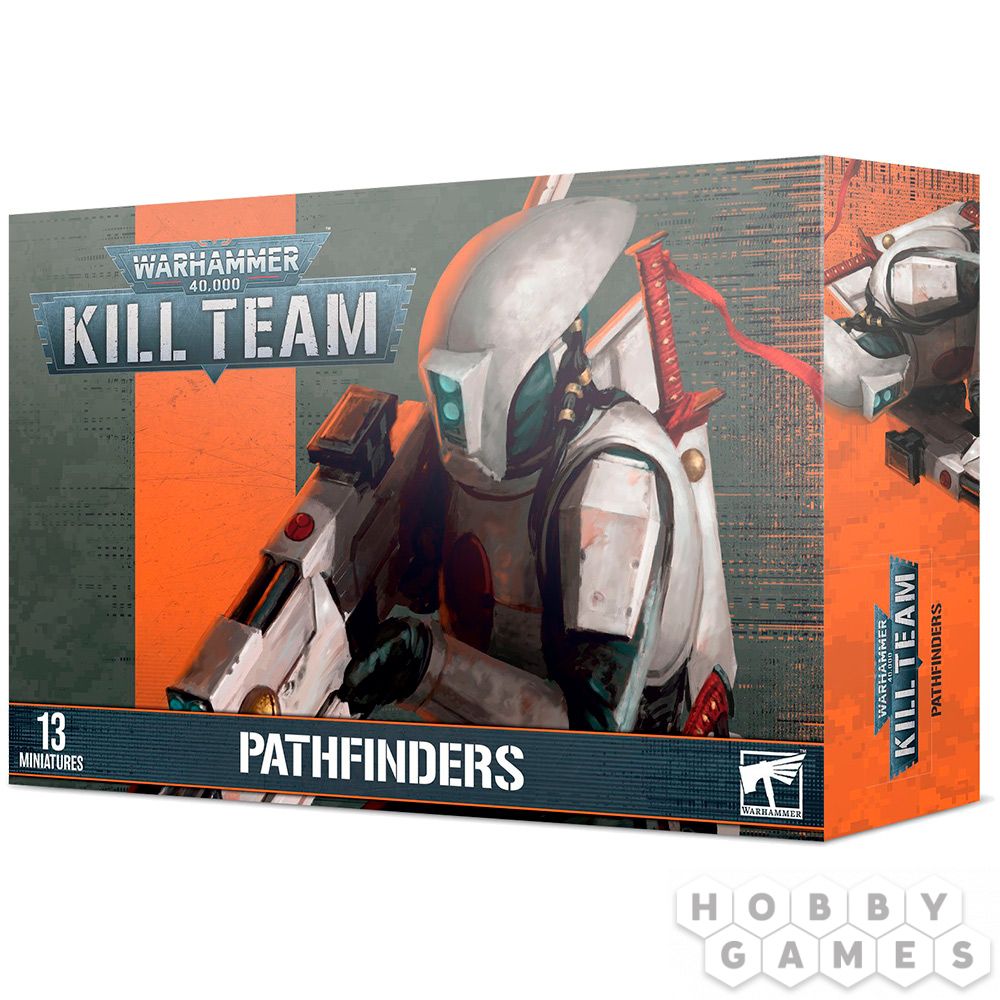 WARHAMMER
40,000
KILL TEAM
13
MINIATURES
PATHFINDERS
WARHAMMER
WARHAMMER
40,000
KILL TEAM
PATHFINDERS
HOBBY
GAMES